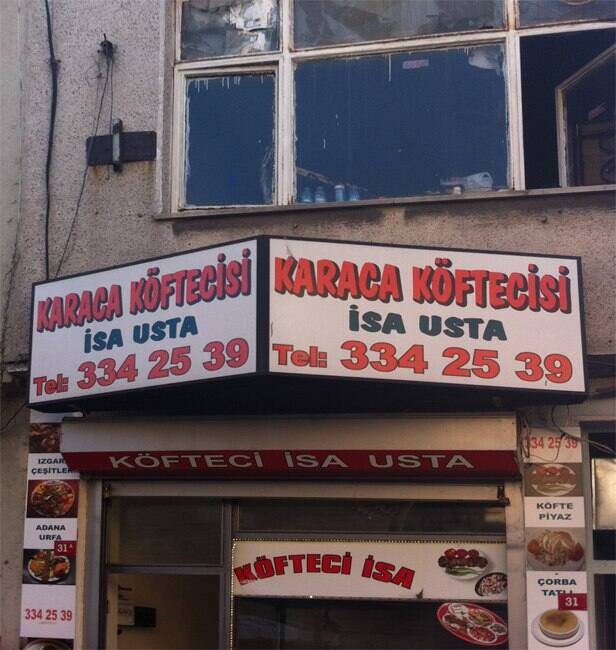 KARACA KÖFTECİSİ
İSA USTA
Tel: 334 25 39
KARACA KÖFTECİSİ
İSA USTA
Tel: 334 25 39
KÖFTECİ İSA USTA
IZGAR
ÇEŞİTLER
ADANA
URFA
31 A
334 25 39
KÖFTECİ İSA
334 25 39
KÖFTE
PİYAZ
ÇORBA
TATLI
31